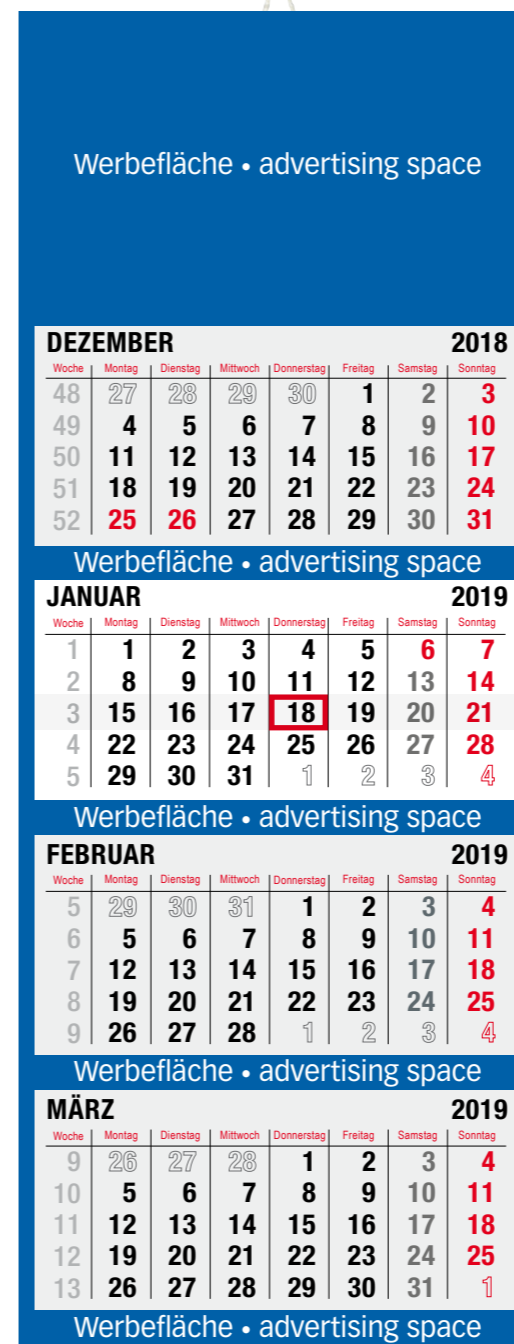 Werbefläche • advertising space
DEZEMBER 2018
Woche Montag Dienstag Mittwoch Donnerstag Freitag Samstag Sonntag
48 27 28 29 30 1 2 3
49 4 5 6 7 8 9 10
50 11 12 13 14 15 16 17
51 18 19 20 21 22 23 24
52 25 26 27 28 29 30 31
Werbefläche • advertising space
JANUAR 2019
Woche Montag Dienstag Mittwoch Donnerstag Freitag Samstag Sonntag
1 1 2 3 4 5 6 7
2 8 9 10 11 12 13 14
3 15 16 17 18 19 20 21
4 22 23 24 25 26 27 28
5 29 30 31 1 2 3 4
Werbefläche • advertising space
FEBRUAR 2019
Woche Montag Dienstag Mittwoch Donnerstag Freitag Samstag Sonntag
5 29 30 31 1 2 3 4
6 5 6 7 8 9 10 11
7 12 13 14 15 16 17 18
8 19 20 21 22 23 24 25
9 26 27 28 1 2 3 4
Werbefläche • advertising space
MÄRZ 2019
Woche Montag Dienstag Mittwoch Donnerstag Freitag Samstag Sonntag
9 26 27 28 1 2 3 4
10 5 6 7 8 9 10 11
11 12 13 14 15 16 17 18
12 19 20 21 22 23 24 25
13 26 27 28 29 30 31 1
Werbefläche • advertising space